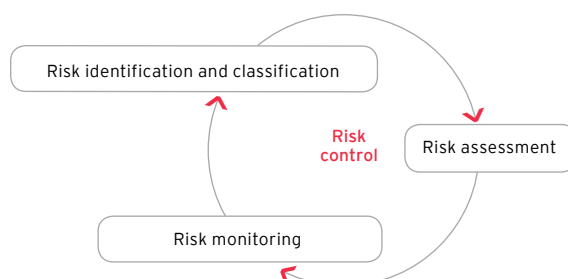 Risk identification and classification
Risk
control
Risk assessment
Risk monitoring